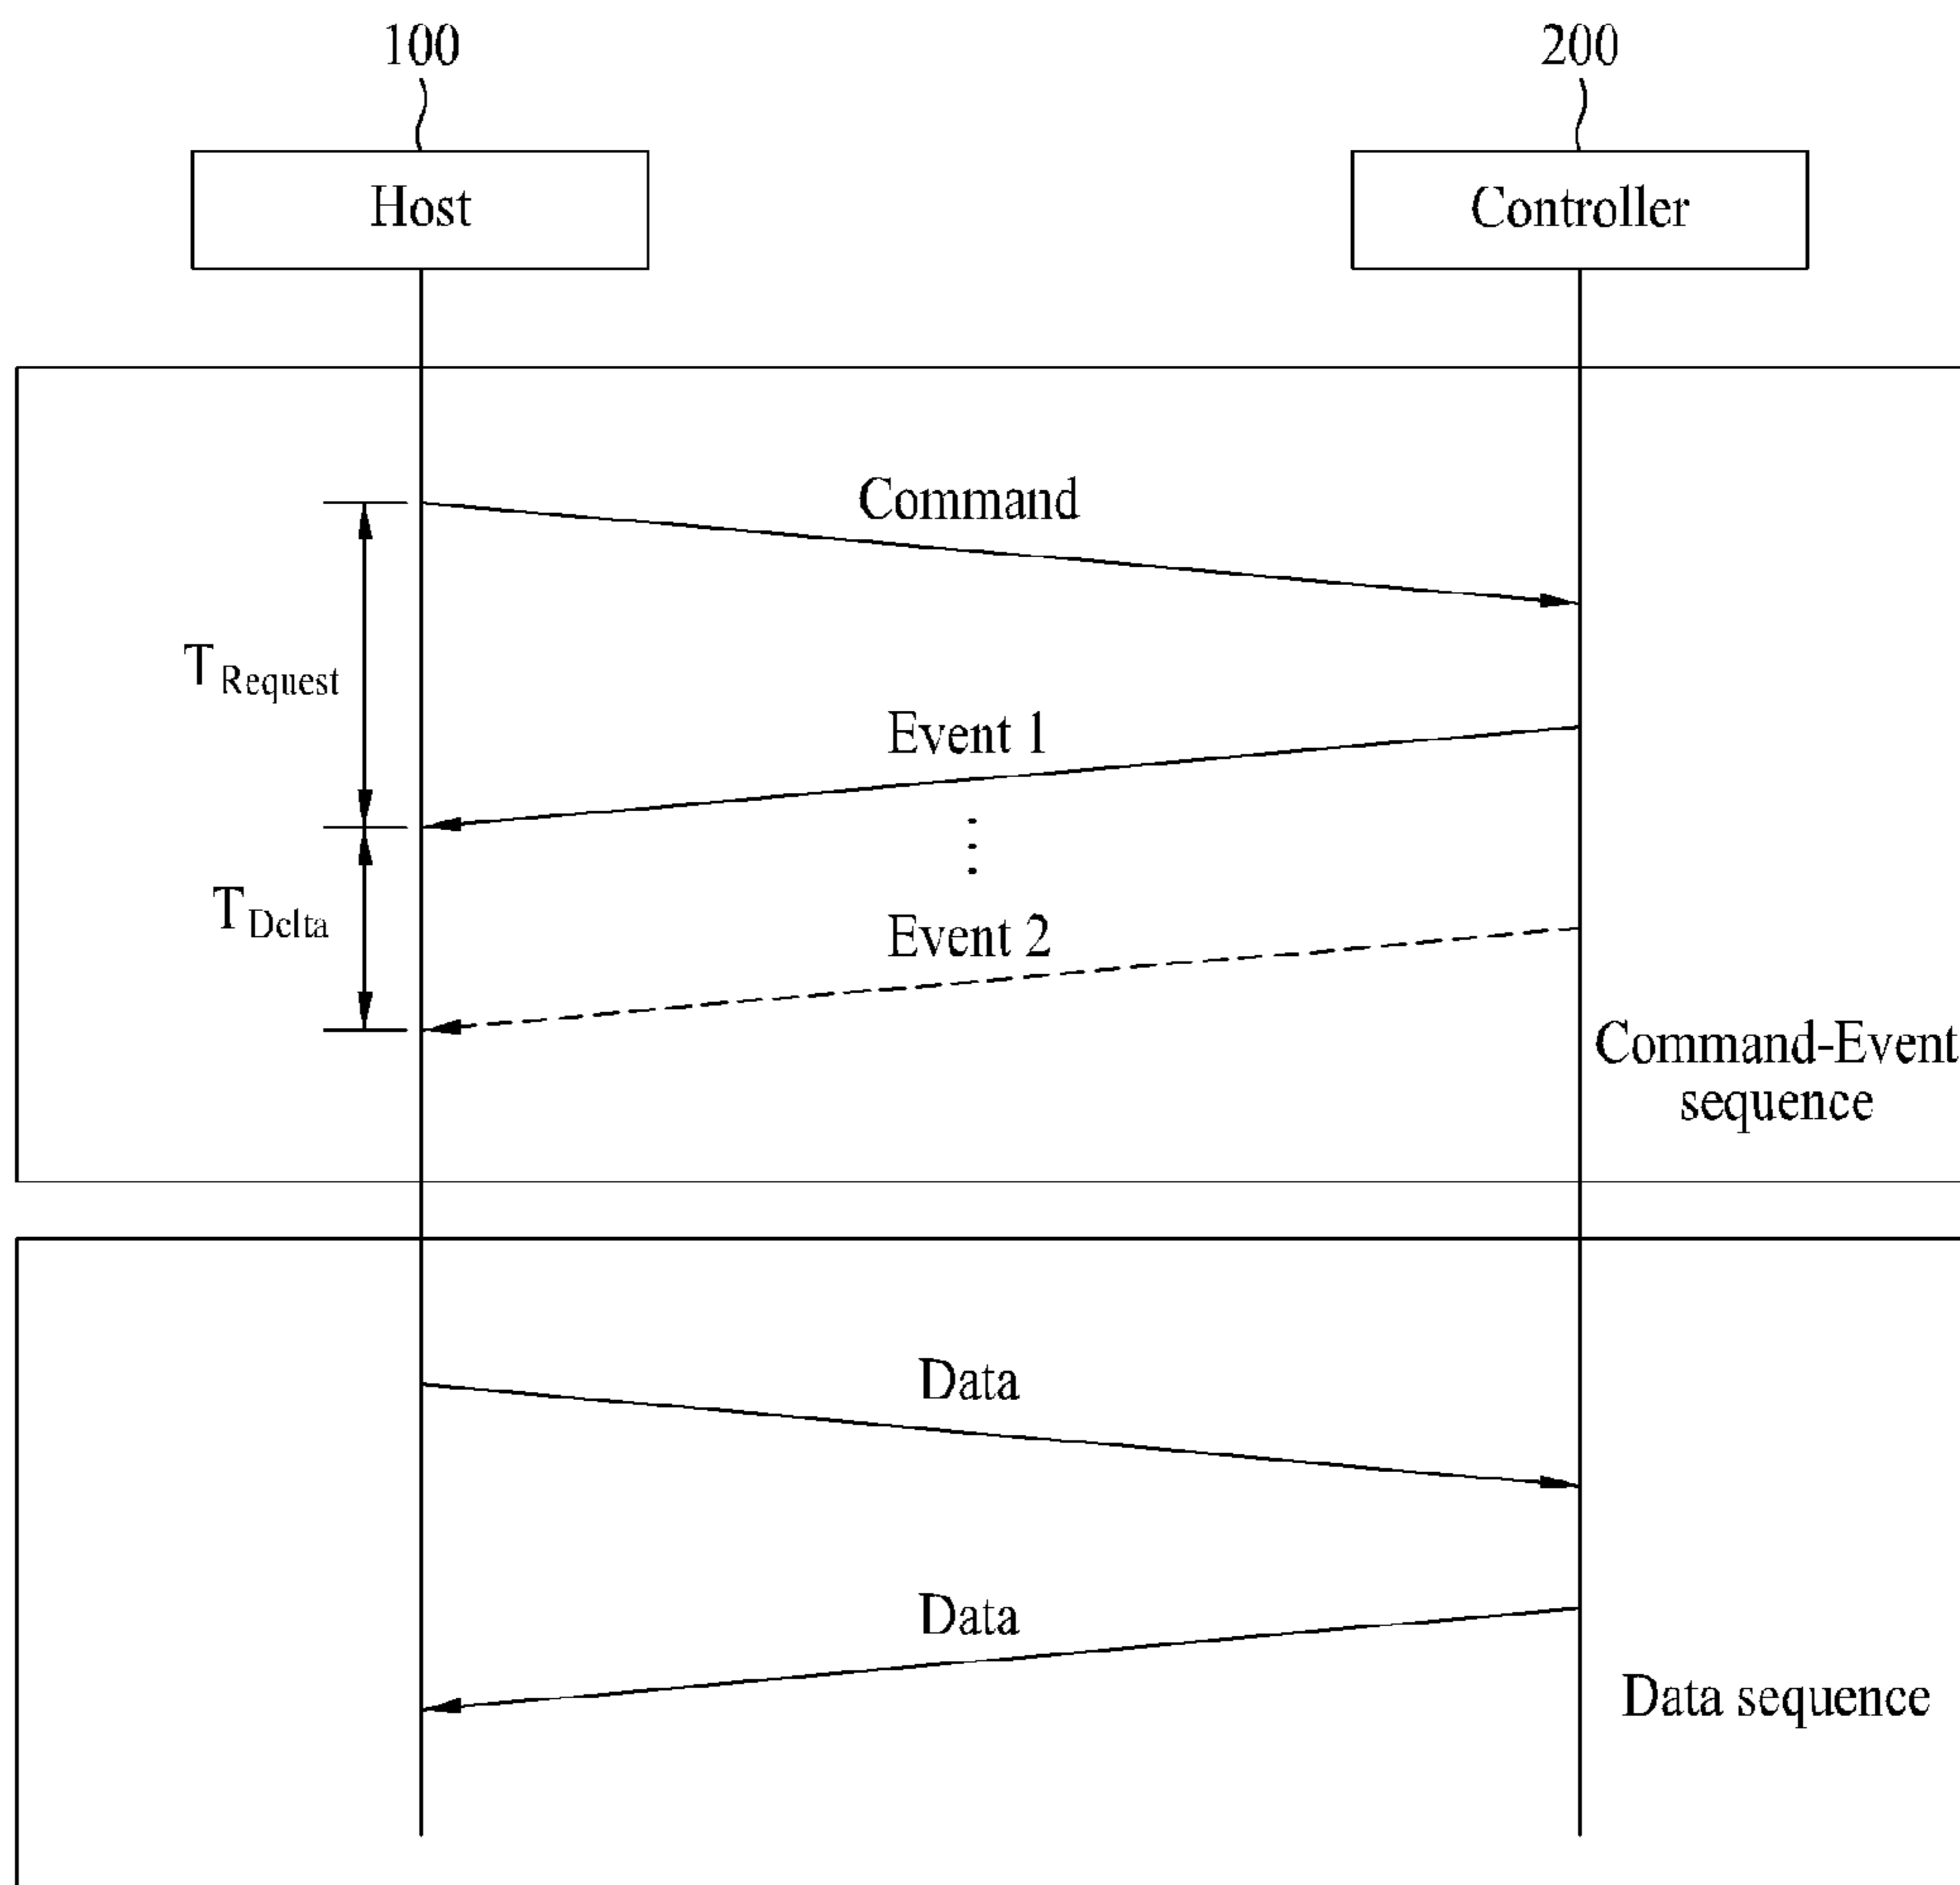 100
200
Host
Controller
Command
T Request
Event 1
T Delta
Event 2
Command-Event
sequence
Data
Data
Data sequence